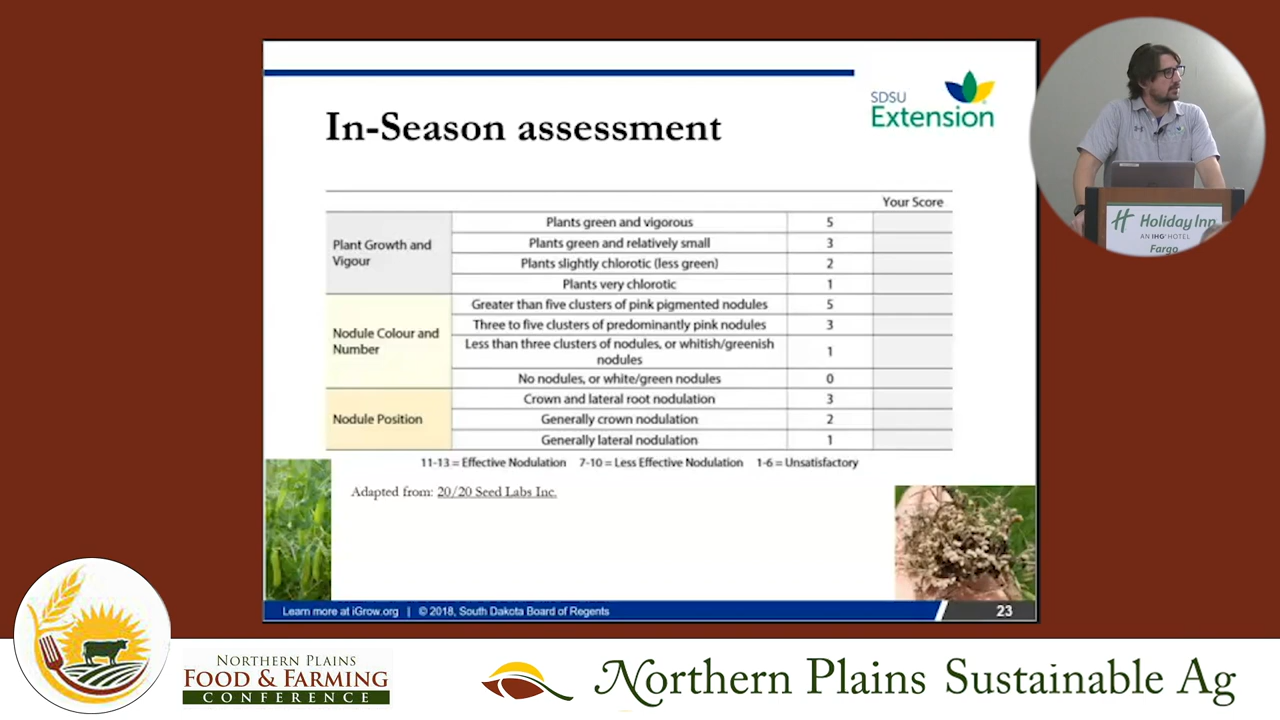 In-Season assessment
SDSU
Extension
Your Score
Plant Growth and
Vigour
Plants green and vigorous 5
Plants green and relatively small 3
Plants slightly chlorotic (less green) 2
Plants very chlorotic 1
Nodule Colour and
Number
Greater than five clusters of pink pigmented nodules 5
Three to five clusters of predominantly pink nodules 3
Less than three clusters of nodules, or whitish/greenish
nodules 1
No nodules, or white/green nodules 0
Nodule Position
Crown and lateral root nodulation 3
Generally crown nodulation 2
Generally lateral nodulation 1
11-13 = Effective Nodulation 7-10 = Less Effective Nodulation 1-6 = Unsatisfactory
Adapted from: 20/20 Seed Labs Inc.
Learn more at iGrow.org | © 2018, South Dakota Board of Regents
23
H Holiday Inn
AN IHG® HOTEL
Fargo
NORTHERN PLAINS
FOOD & FARMING
CONFERENCE
Northern Plains Sustainable Ag